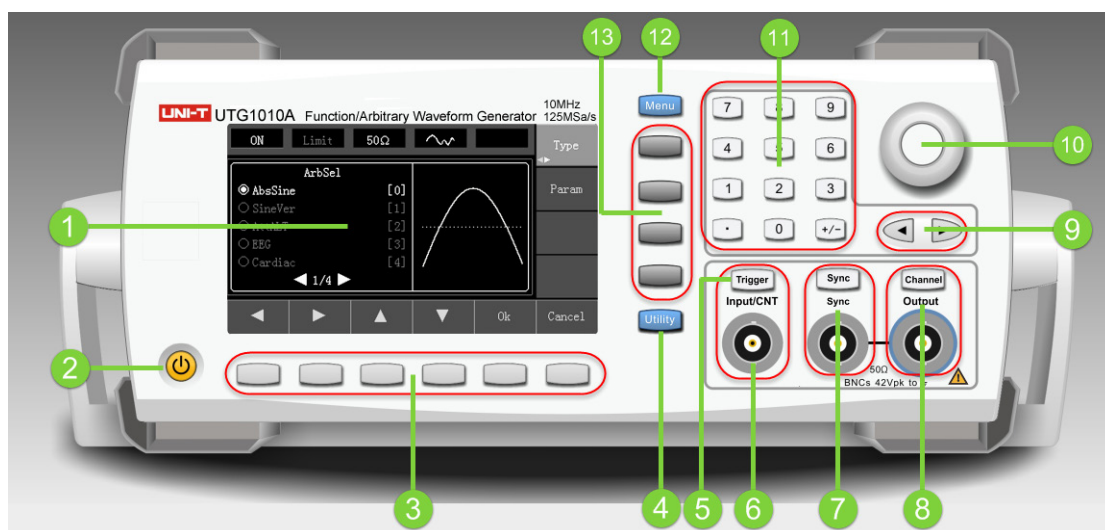 13
12
11
UNI-T UTG1010A Function/Arbitrary Waveform Generator
10MHz
125MSa/s
Menu
7 8 9
ON Limit 50Ω
Type
4 5 6
10
ArbSel
AbsSine [0]
Param
SineVer [1]
1 2 3
1
[2]
EEG [3]
Cardiac [4]
. 0 +/-
9
1/4
Trigger
Sync
Channel
Input/CNT
Sync
Output
Ok
Cancel
Utility
2
50Ω
BNCs 42Vpk to
3
4
5
6
7
8